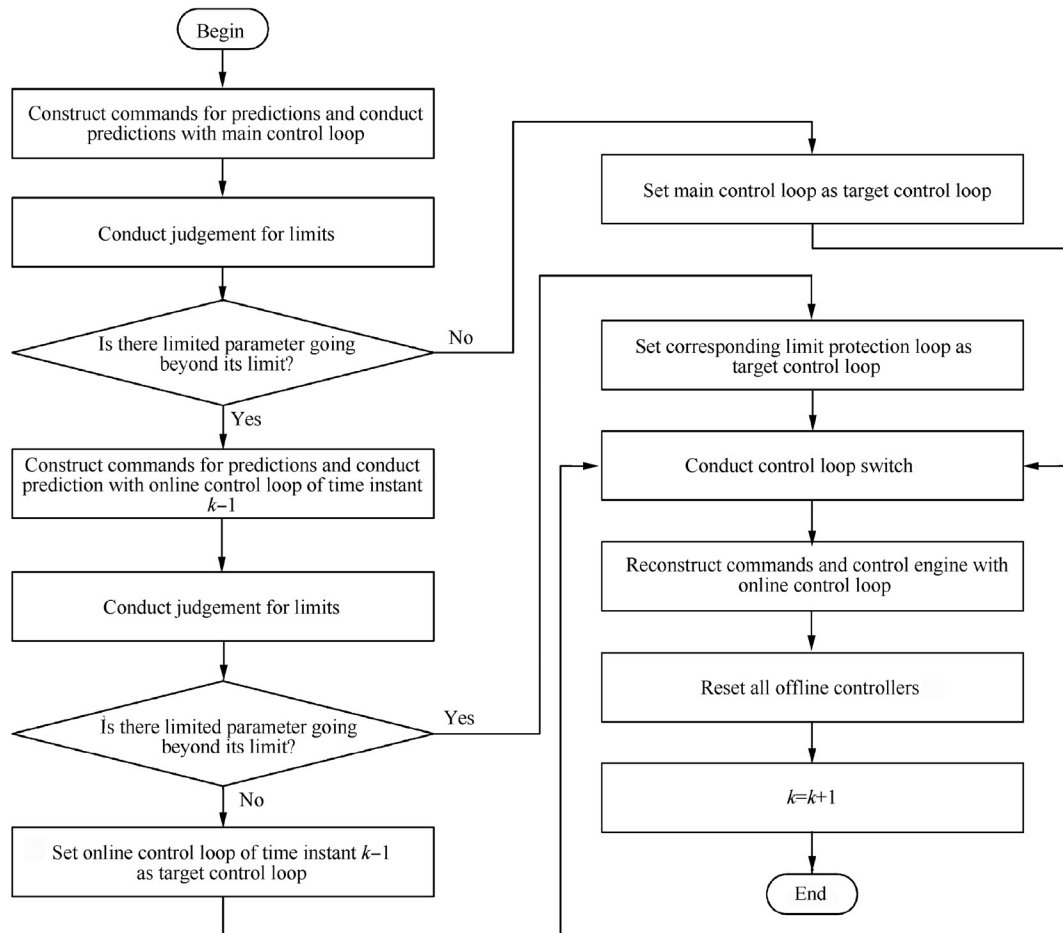 Begin
Construct commands for predictions and conduct
predictions with main control loop
Conduct judgement for limits
Is there limited parameter going
beyond its limit?
No
Yes
Construct commands for predictions and conduct
prediction with online control loop of time instant
k−1
Conduct judgement for limits
Is there limited parameter going
beyond its limit?
Yes
No
Set online control loop of time instant k−1
as target control loop
Set main control loop as target control loop
Set corresponding limit protection loop as
target control loop
Conduct control loop switch
Reconstruct commands and control engine with
online control loop
Reset all offline controllers
k=k+1
End